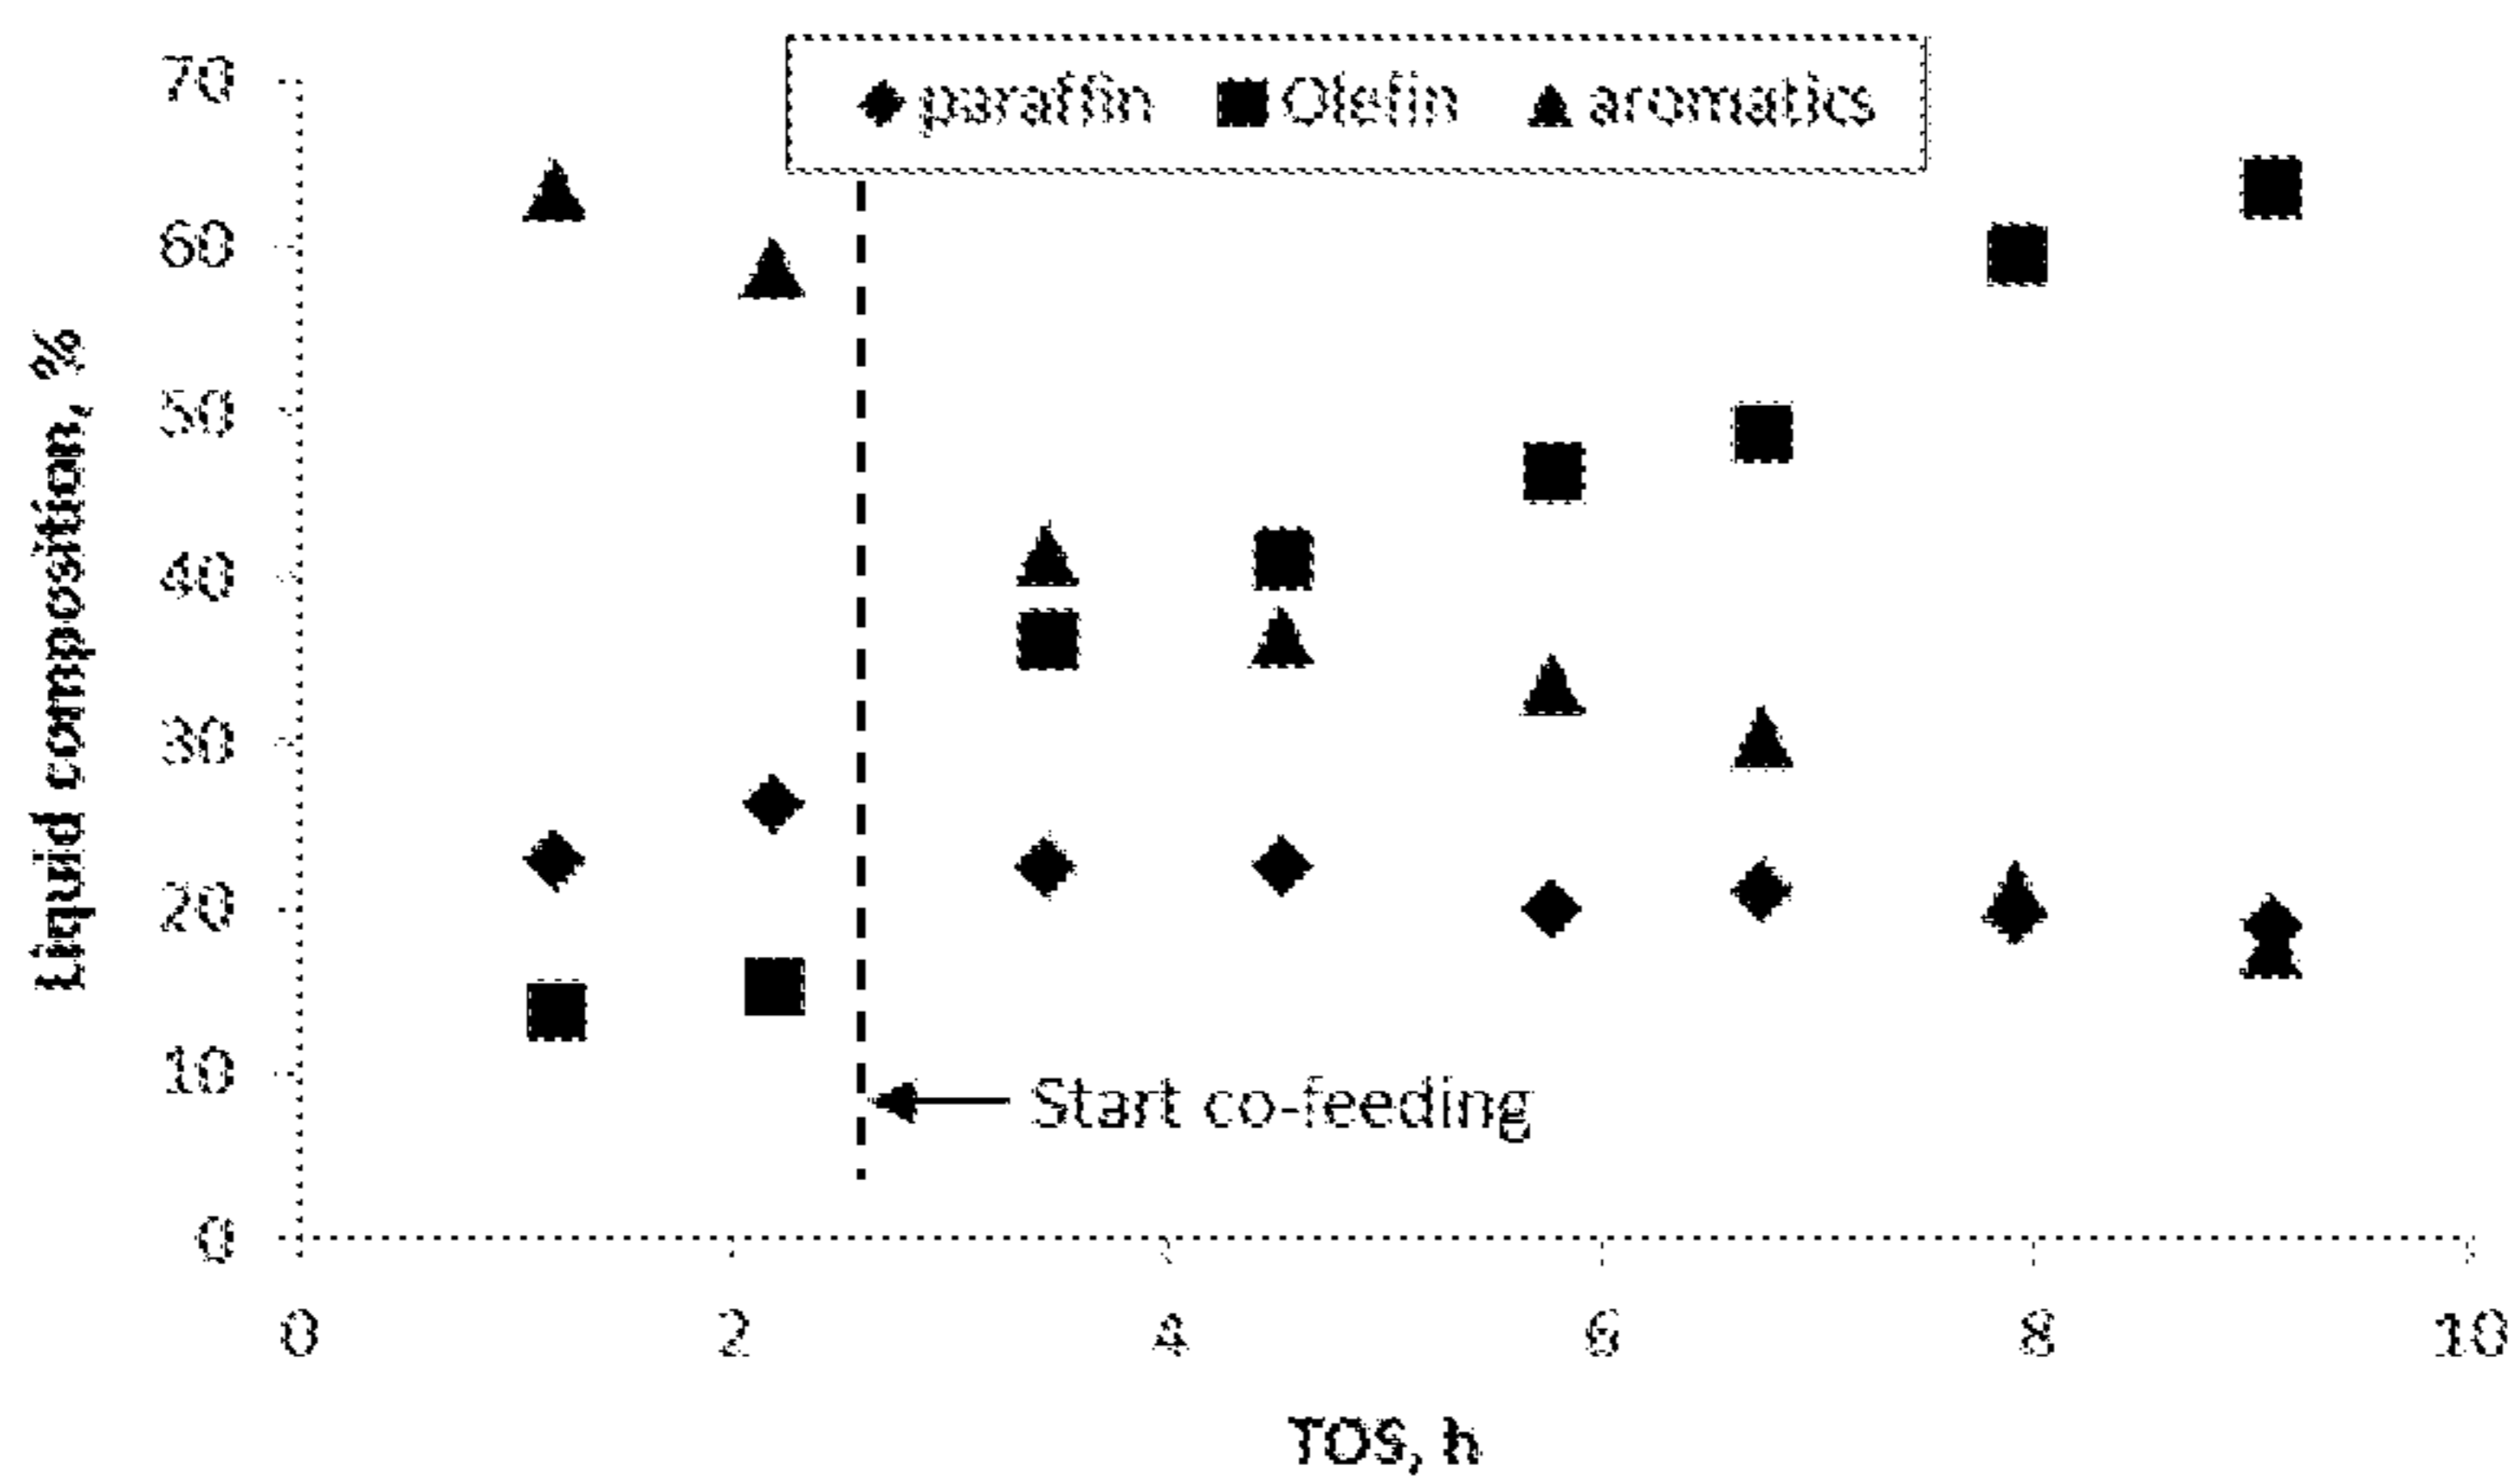 paraffin Olefin aromatics
Liquid composition, %
70
60
50
40
30
20
10
0
Start co-feeding
0 2 4 6 8 10
TOS, h